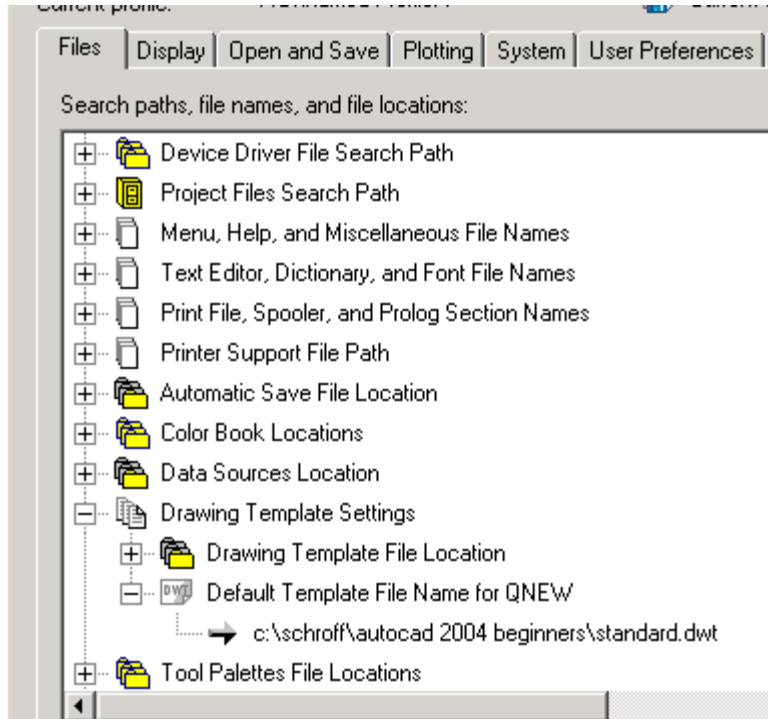 Current profile:
Files Display Open and Save Plotting System User Preferences
Search paths, file names, and file locations:
Device Driver File Search Path
Project Files Search Path
Menu, Help, and Miscellaneous File Names
Text Editor, Dictionary, and Font File Names
Print File, Spooler, and Prolog Section Names
Printer Support File Path
Automatic Save File Location
Color Book Locations
Data Sources Location
Drawing Template Settings
Drawing Template File Location
DWT Default Template File Name for QNEW
c:\schroff\autocad 2004 beginners\standard.dwt
Tool Palettes File Locations